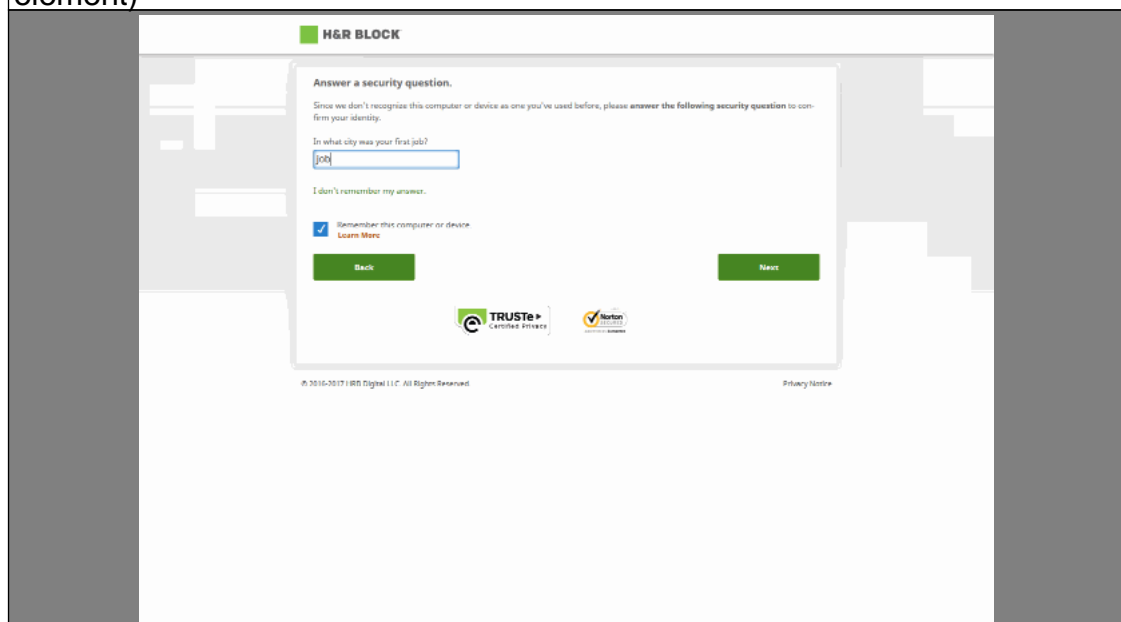 element)
H&R BLOCK
Answer a security question.
Since we don't recognize this computer or device as one you've used before, please answer the following security question to con-
firm your identity.
In what city was your first job?
job
I don't remember my answer.
Remember this computer or device
Learn More
Back
Next
TRUSTe
Certified Privacy
Norton
SECURED
© 2016-2017 HRB Digital LLC. All Rights Reserved.
Privacy Notice